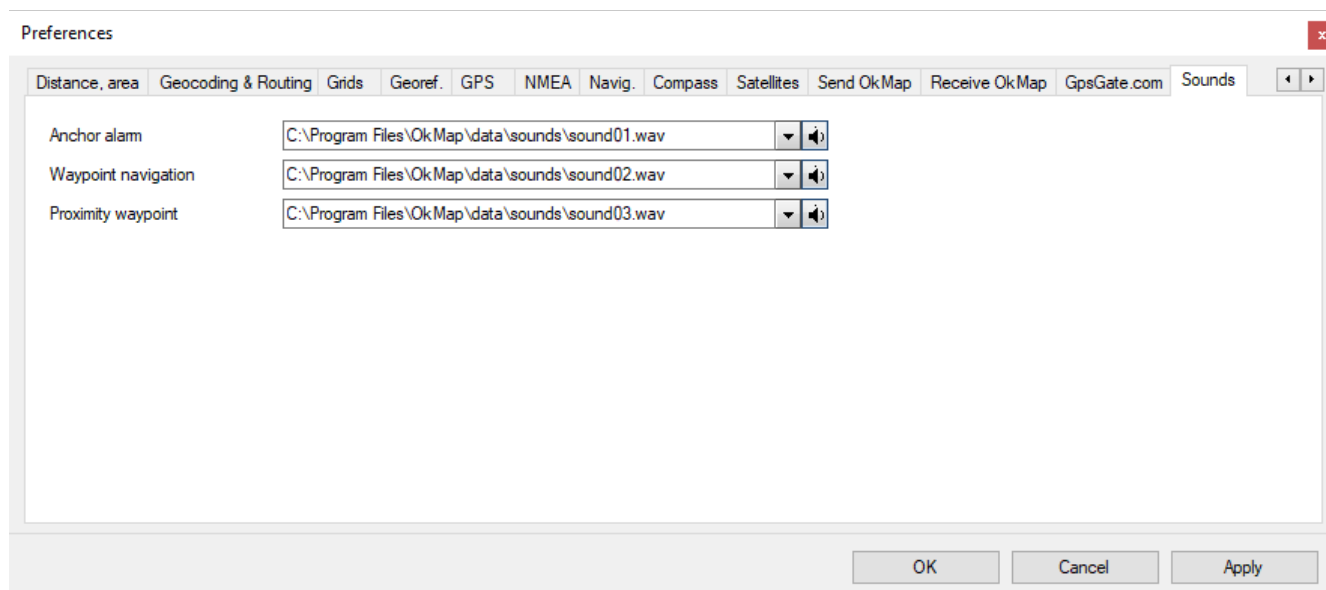 Preferences
x
Distance, area Geocoding & Routing Grids Georef. GPS NMEA Navig. Compass Satellites Send OkMap Receive OkMap GpsGate.com Sounds
Anchor alarm C:\Program Files\OkMap\data\sounds\sound01.wav
Waypoint navigation C:\Program Files\OkMap\data\sounds\sound02.wav
Proximity waypoint C:\Program Files\OkMap\data\sounds\sound03.wav
OK Cancel Apply